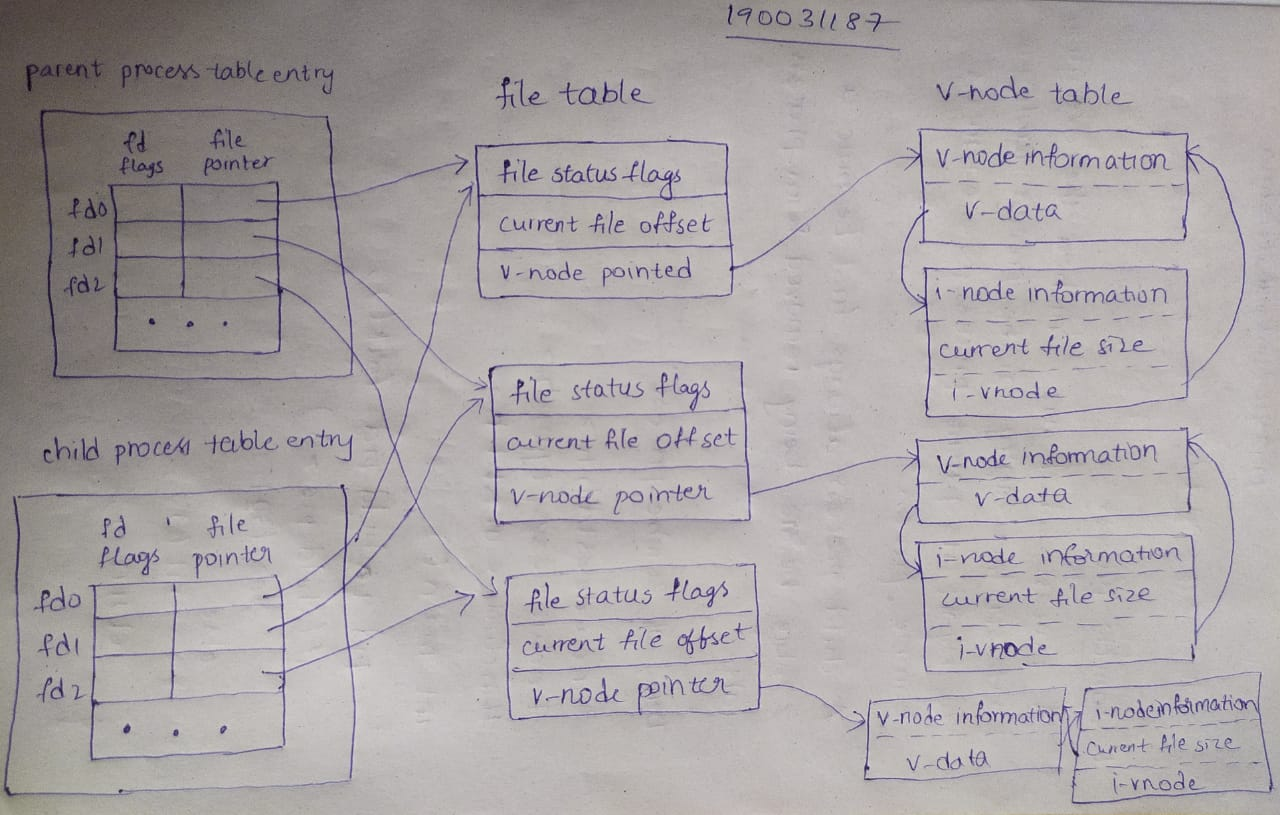 190031187
parent process table entry
fd flags
file pointer
fd0
fd1
fd2
. . .
child process table entry
fd flags
file pointer
fd0
fd1
fd2
. . .
file table
file status flags
current file offset
v-node pointed
file status flags
current file offset
v-node pointer
file status flags
current file offset
v-node pointer
v-node table
v-node information
v-data
i-node information
current file size
i-vnode
v-node information
v-data
i-node information
current file size
i-vnode
v-node information
v-data
i-node information
current file size
i-vnode